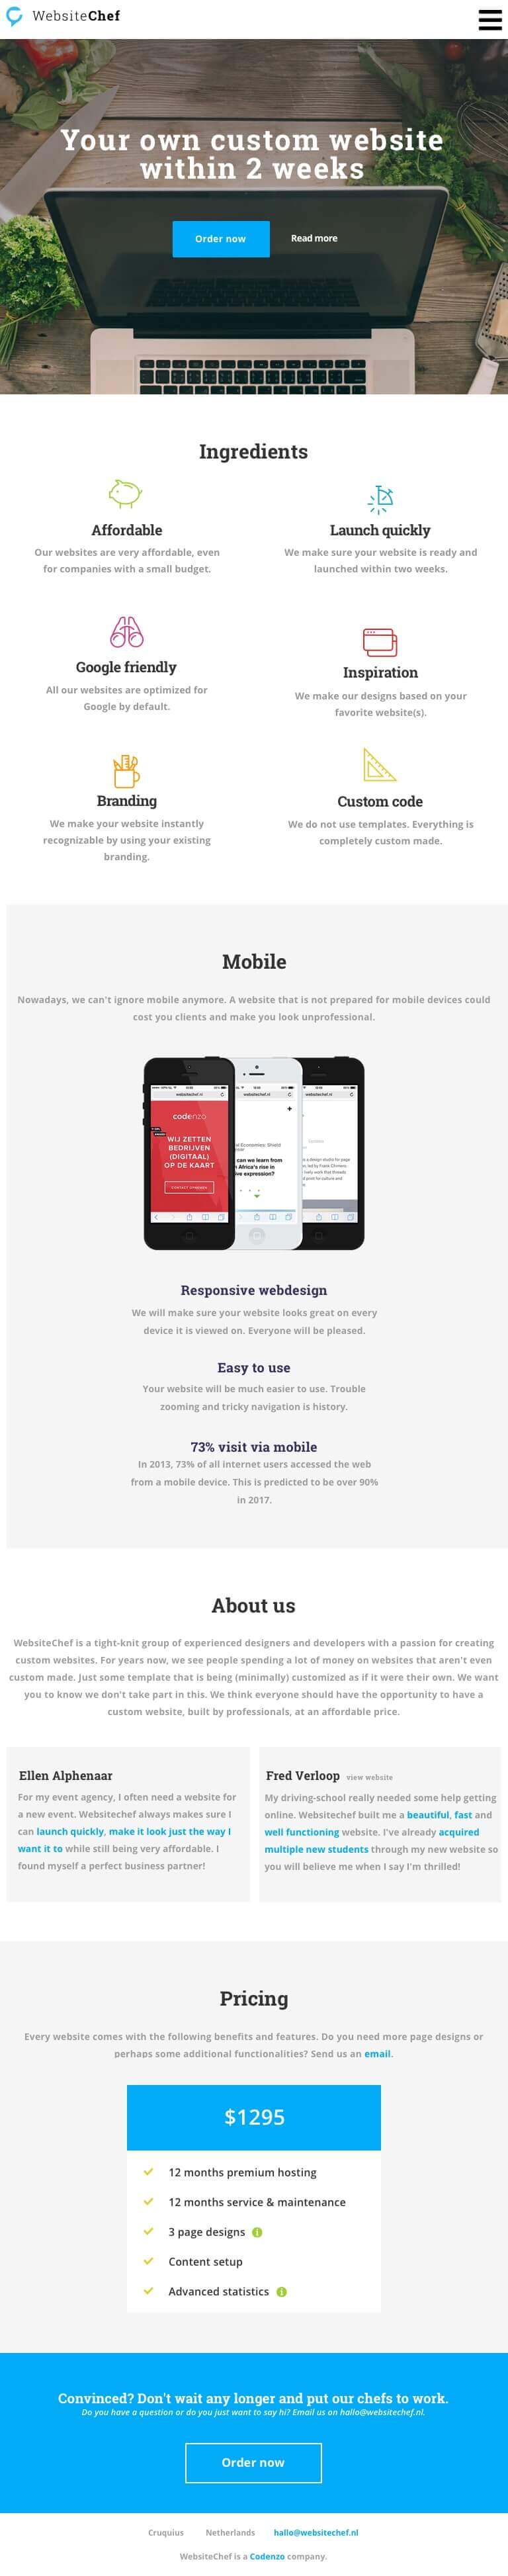 WebsiteChef
Your own custom website
within 2 weeks
Order now
Read more
Ingredients
Affordable
Our websites are very affordable, even
for companies with a small budget.
Launch quickly
We make sure your website is ready and
launched within two weeks.
Google friendly
All our websites are optimized for
Google by default.
Inspiration
We make our designs based on your
favorite website(s).
Branding
We make your website instantly
recognizable by using your existing
branding.
Custom code
We do not use templates. Everything is
completely custom made.
Mobile
Nowadays, we can't ignore mobile anymore. A website that is not prepared for mobile devices could
cost you clients and make you look unprofessional.
codenzo
WIJ ZETTEN
BEDRIJVEN
(DIGITAAL)
OP DE KAART
Responsive webdesign
We will make sure your website looks great on every
device it is viewed on. Everyone will be pleased.
Easy to use
Your website will be much easier to use. Trouble
zooming and tricky navigation is history.
73% visit via mobile
In 2013, 73% of all internet users accessed the web
from a mobile device. This is predicted to be over 90%
in 2017.
About us
WebsiteChef is a tight-knit group of experienced designers and developers with a passion for creating
custom websites. For years now, we see people spending a lot of money on websites that aren't even
custom made. Just some template that is being (minimally) customized as if it were their own. We want
you to know we don't take part in this. We think everyone should have the opportunity to have a
custom website, built by professionals, at an affordable price.
Ellen Alphenaar
For my event agency, I often need a website for
a new event. Websitechef always makes sure I
can launch quickly, make it look just the way I
want it to while still being very affordable. I
found myself a perfect business partner!
Fred Verloop view website
My driving-school really needed some help getting
online. Websitechef built me a beautiful, fast and
well functioning website. I've already acquired
multiple new students through my new website so
you will believe me when I say I'm thrilled!
Pricing
Every website comes with the following benefits and features. Do you need more page designs or
perhaps some additional functionalities? Send us an email.
$1295
12 months premium hosting
12 months service & maintenance
3 page designs
Content setup
Advanced statistics
Convinced? Don't wait any longer and put our chefs to work.
Do you have a question or do you just want to say hi? Email us on hallo@websitechef.nl.
Order now
Cruquius Netherlands hallo@websitechef.nl
WebsiteChef is a Codenzo company.